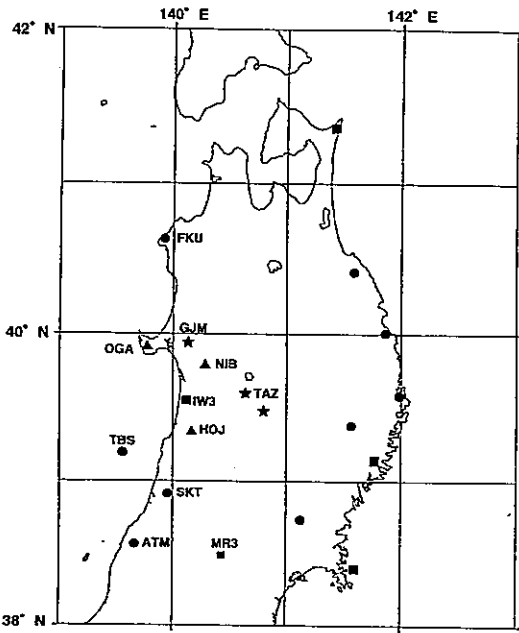 140° E
142° E
42° N
FKU
40° N
GJM
OGA
NIB
TAZ
IW3
HOJ
TBS
SKT
ATM
MR3
38° N